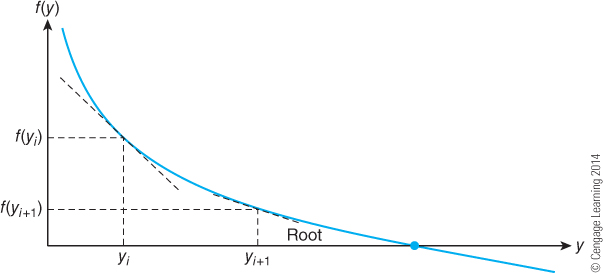 f(y)
f(yᵢ)
f(yᵢ₊₁)
Root
y
yᵢ
yᵢ₊₁
© Cengage Learning 2014